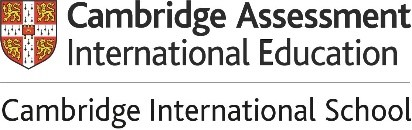 Cambridge Assessment
International Education
Cambridge International School